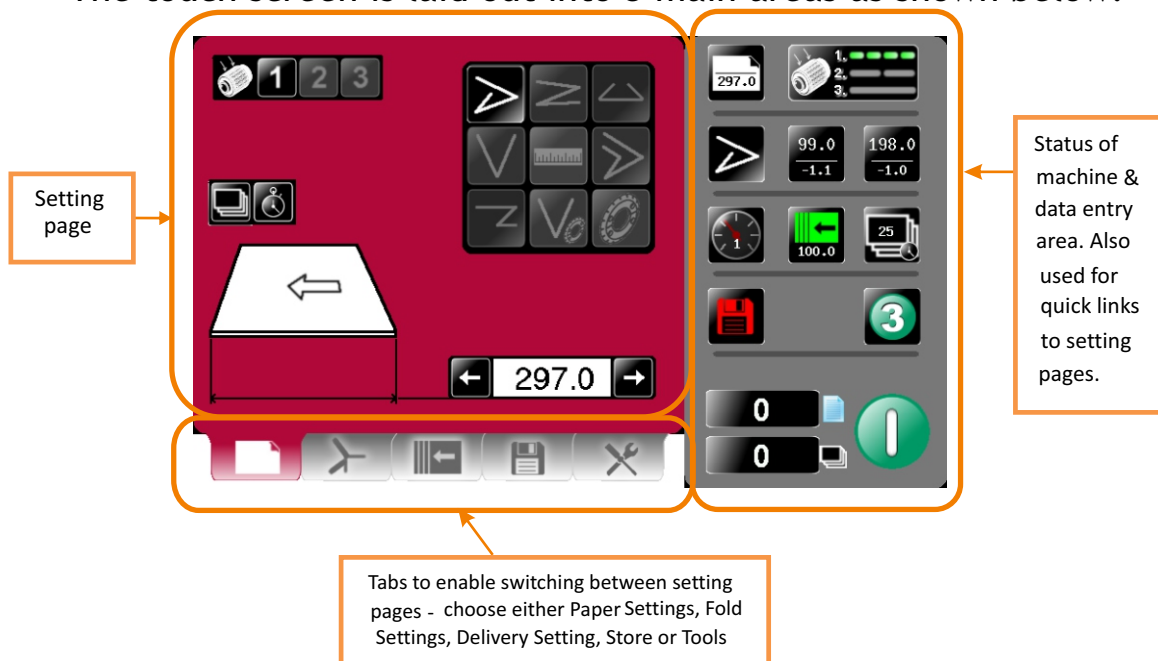 The touch screen is laid out into 3 main areas as shown below:
1 2 3
297.0
297.0
1.
2.
3.
99.0
-1.1
198.0
-1.0
1
100.0
25
3
0
0
Setting
page
Status of
machine &
data entry
area. Also
used for
quick links
to setting
pages.
Tabs to enable switching between setting
pages - choose either Paper Settings, Fold
Settings, Delivery Setting, Store or Tools